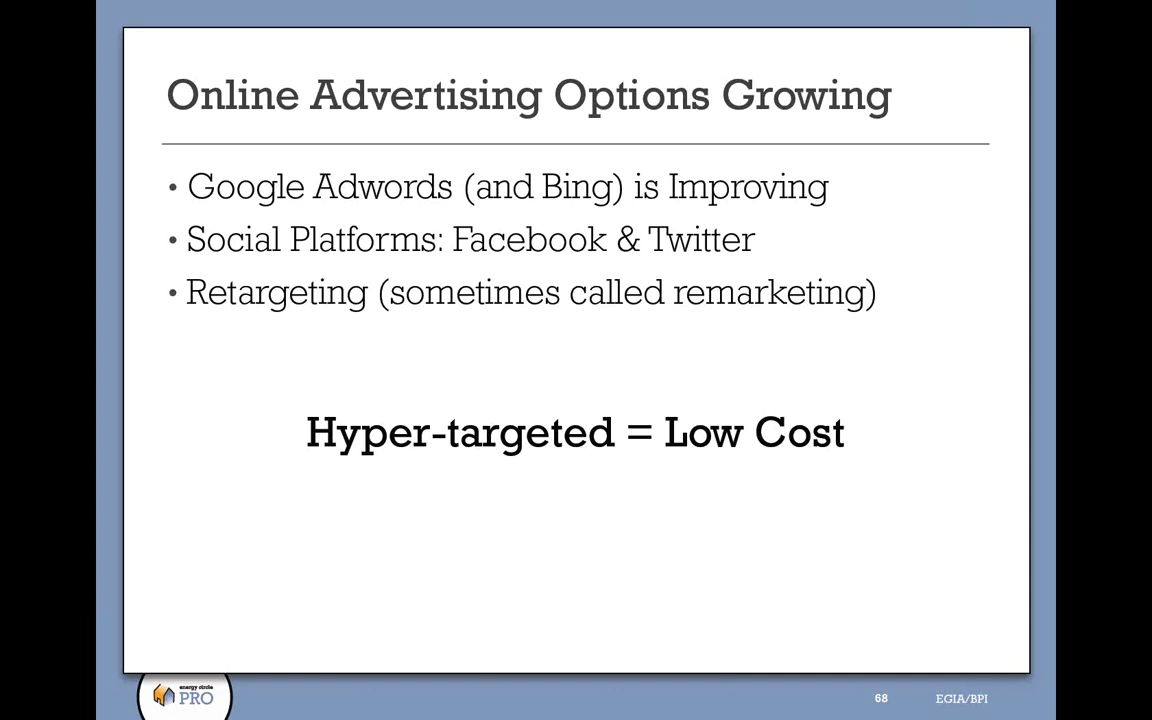 Online Advertising Options Growing
• Google Adwords (and Bing) is Improving
• Social Platforms: Facebook & Twitter
• Retargeting (sometimes called remarketing)
Hyper-targeted = Low Cost
energy circle
PRO
68
EGIA/BPI